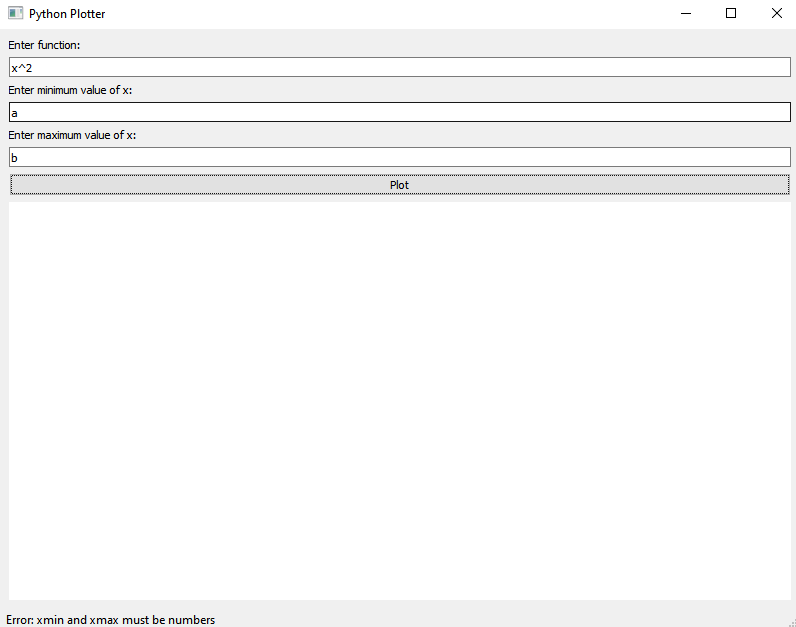 Python Plotter
Enter function:
x^2
Enter minimum value of x:
a
Enter maximum value of x:
b
Plot
Error: xmin and xmax must be numbers